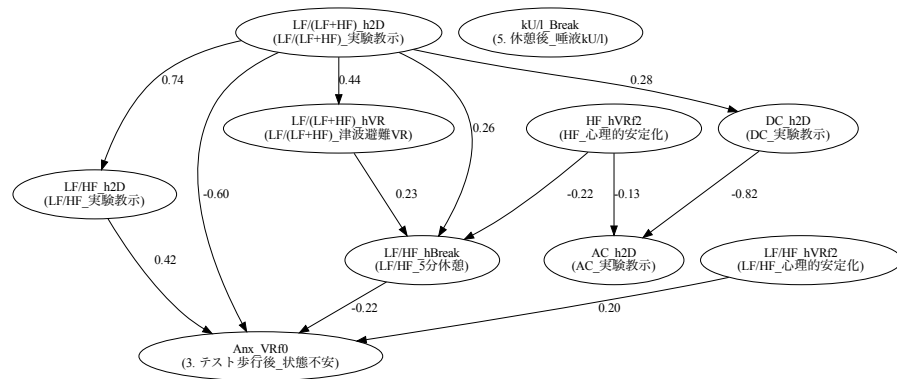 LF/(LF+HF)_h2D
(LF/(LF+HF)_実験教示)
kU/l_Break
(5. 休憩後_唾液kU/l)
0.74
0.44
0.28
LF/(LF+HF)_hVR
(LF/(LF+HF)_津波避難VR)
HF_hVRf2
(HF_心理的安定化)
DC_h2D
(DC_実験教示)
0.26
LF/HF_h2D
(LF/HF_実験教示)
-0.60
0.23
-0.22
-0.13
-0.82
LF/HF_hBreak
(LF/HF_5分休憩)
AC_h2D
(AC_実験教示)
LF/HF_hVRf2
(LF/HF_心理的安定化)
0.42
-0.22
0.20
Anx_VRf0
(3. テスト歩行後_状態不安)